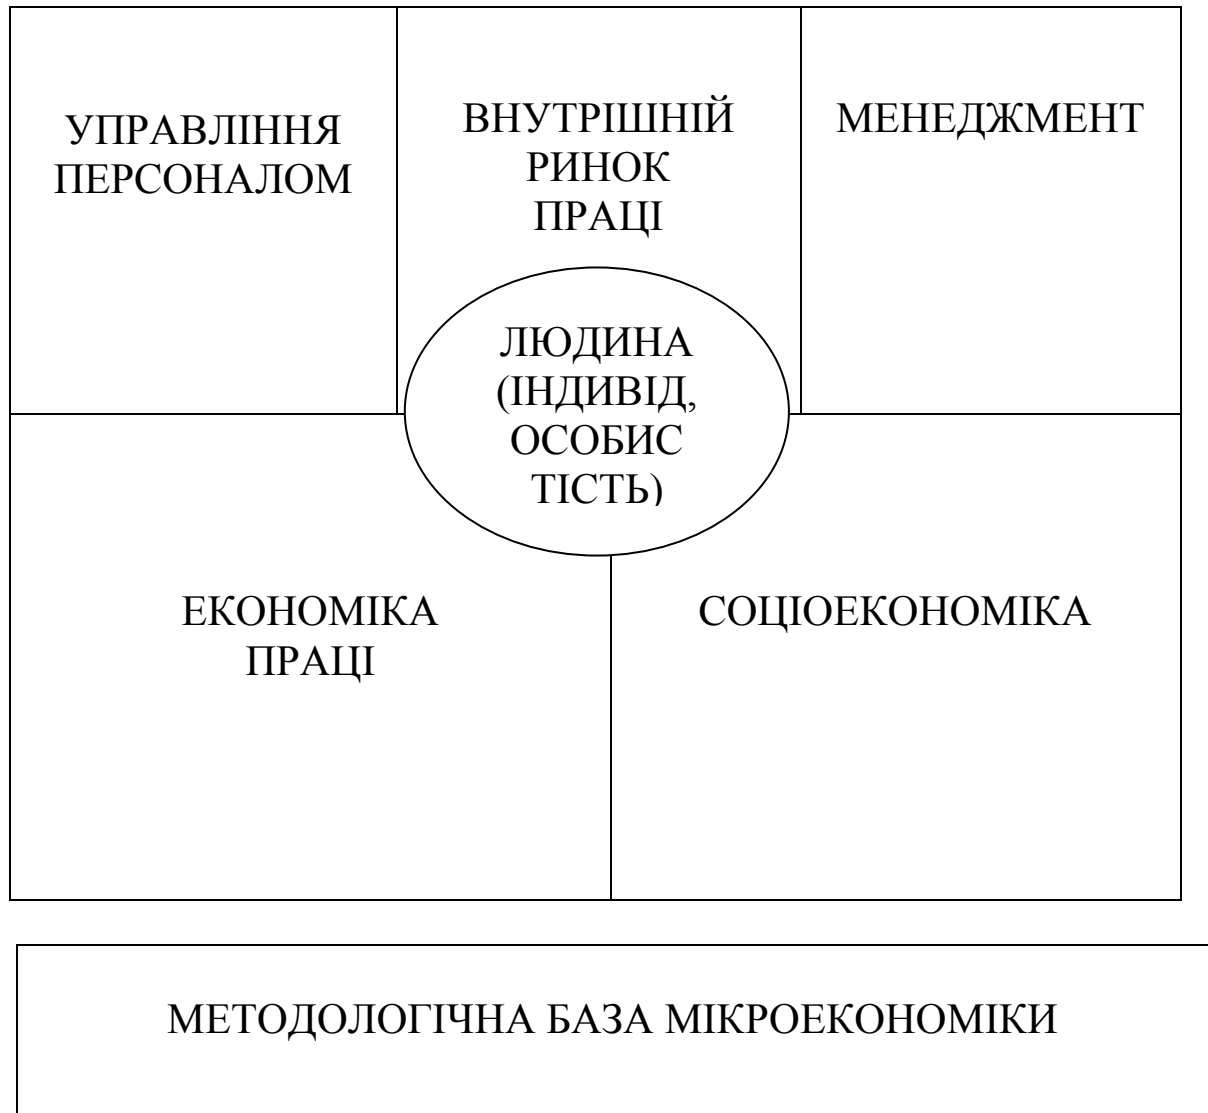 УПРАВЛІННЯ
ПЕРСОНАЛОМ
ВНУТРІШНІЙ
РИНОК
ПРАЦІ
МЕНЕДЖМЕНТ
ЛЮДИНА
(ІНДИВІД,
ОСОБИС
ТІСТЬ)
ЕКОНОМІКА
ПРАЦІ
СОЦІОЕКОНОМІКА
МЕТОДОЛОГІЧНА БАЗА МІКРОЕКОНОМІКИ